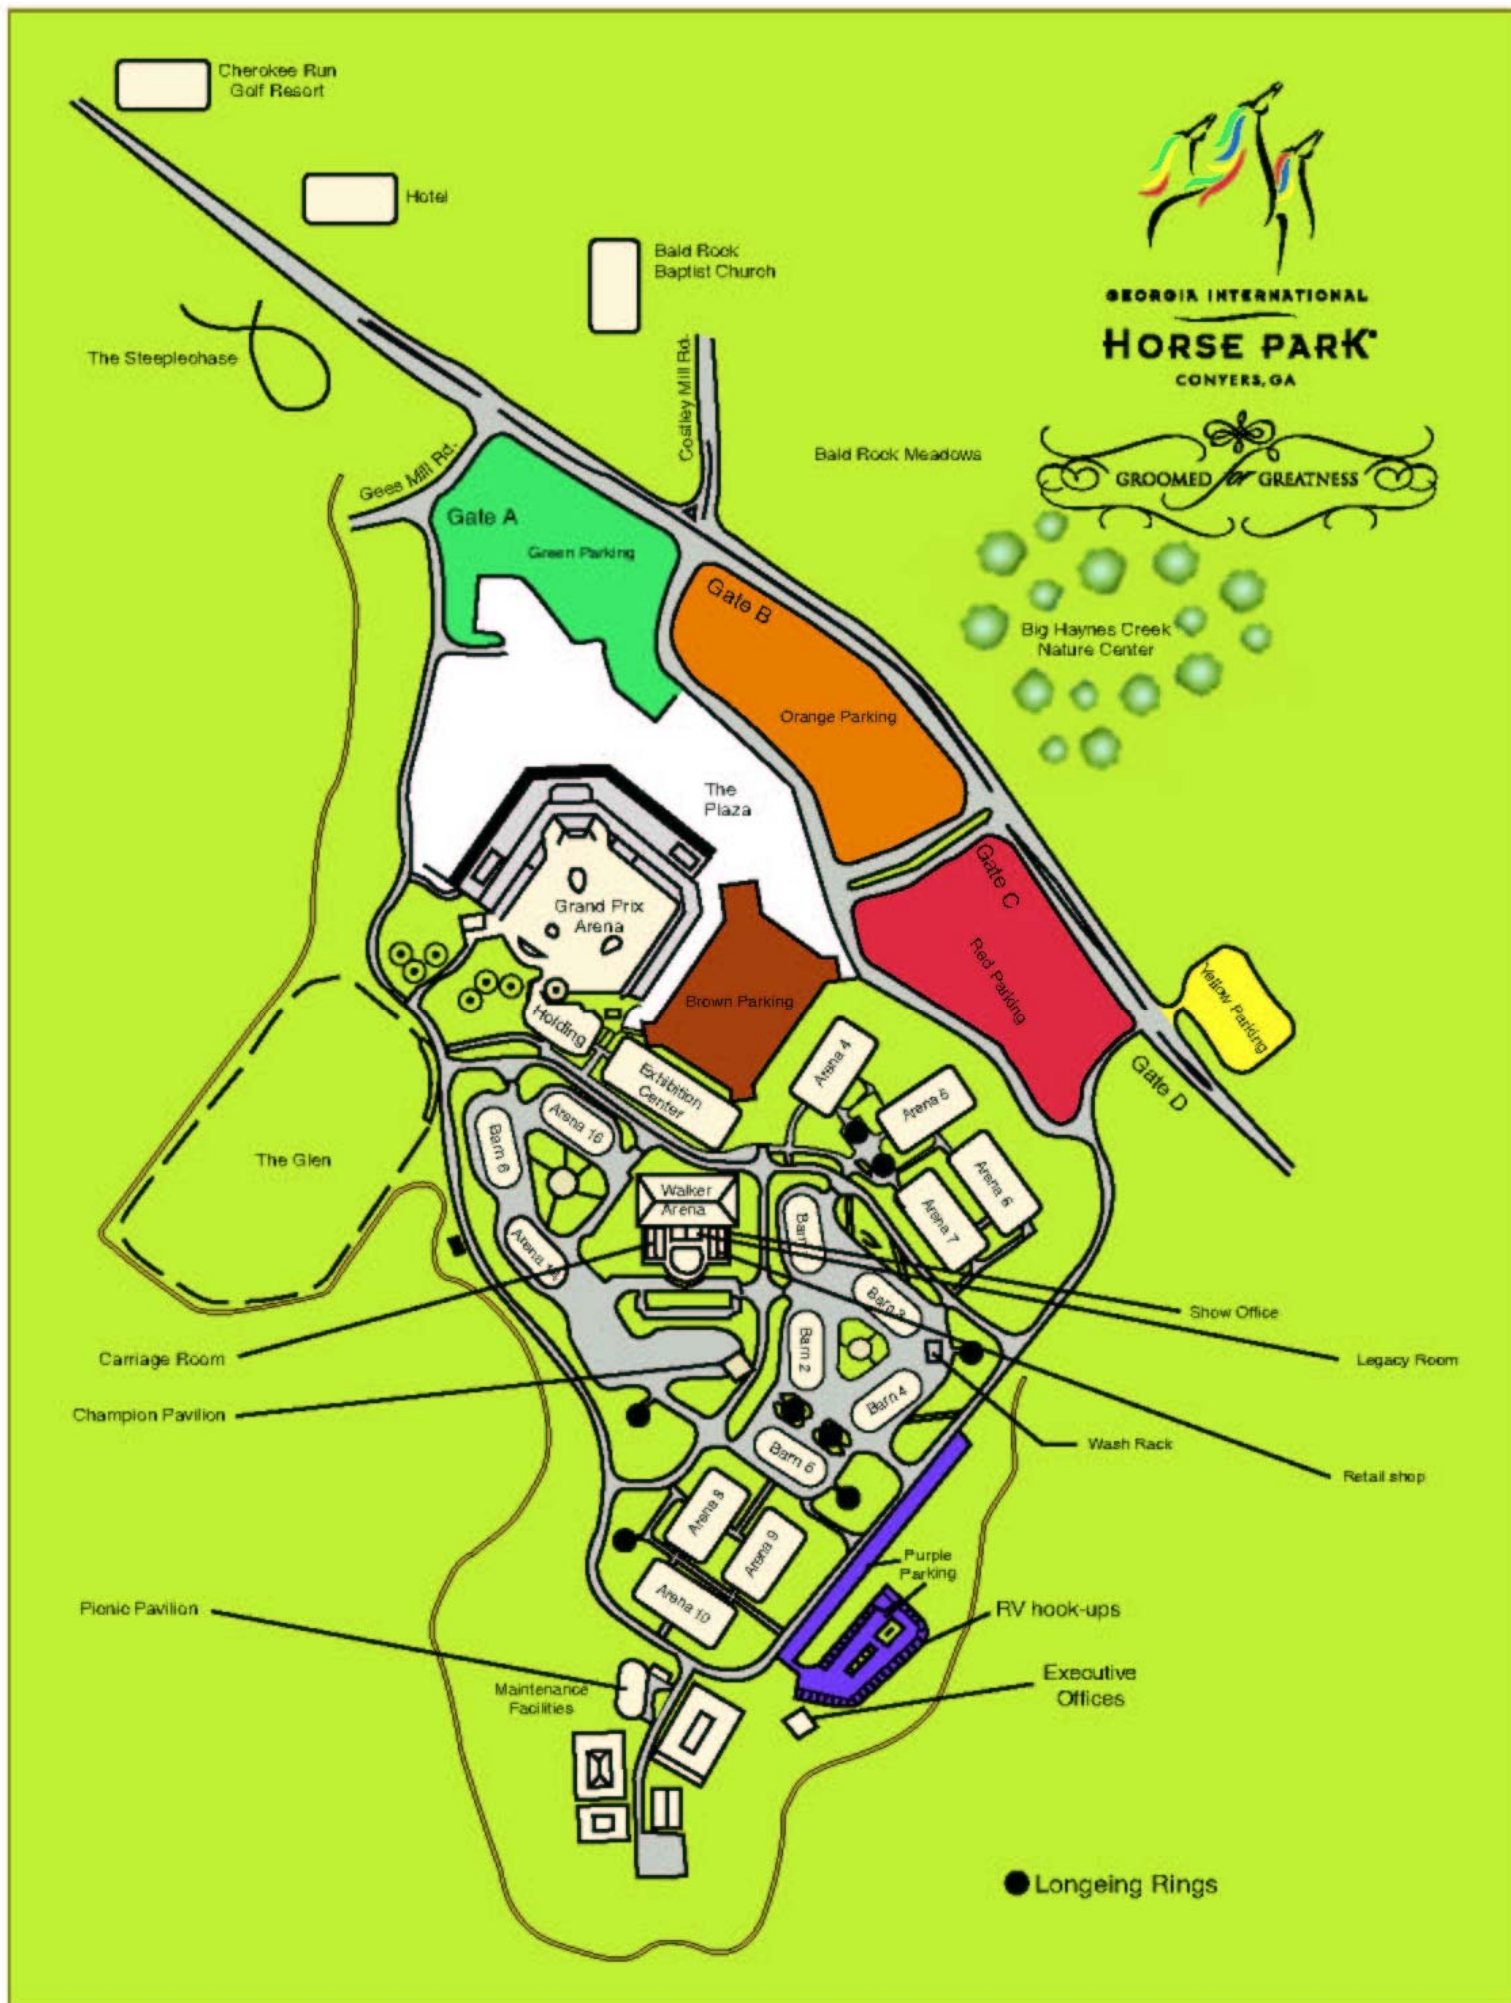 Cherokee Run
Golf Resort
Hotel
Bald Rock
Baptist Church
GEORGIA INTERNATIONAL
HORSE PARK
CONYERS, GA
The Steeplechase
Costley Mill Rd.
Bald Rock Meadows
GROOMED for GREATNESS
Gees Mill Rd.
Gate A
Green Parking
Gate B
Big Haynes Creek
Nature Center
Orange Parking
The
Plaza
Gate C
Grand Prix
Arena
Red Parking
Brown Parking
Yellow Parking
Holding
Gate D
Exhibition
Center
Arena 4
Arena 5
Arena 16
Barn 6
The Glen
Arena 6
Walker
Arena
Arena 7
Barn
Arena
Barn 3
Show Office
Barn 2
Carriage Room
Legacy Room
Barn 4
Champion Pavilion
Wash Rack
Barn 5
Retail shop
Arena 8
Arena 9
Purple
Parking
Arena 10
Picnic Pavilion
RV hook-ups
Executive
Offices
Maintenance
Facilities
Longeing Rings